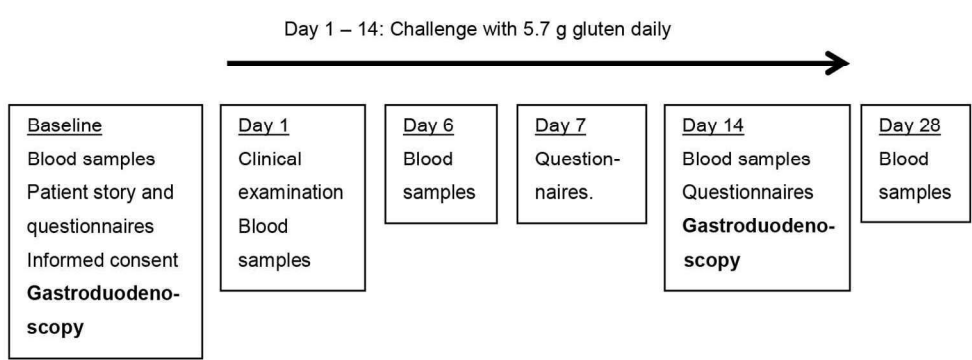 Day 1 – 14: Challenge with 5.7 g gluten daily
Baseline
Blood samples
Patient story and
questionnaires
Informed consent
Gastroduodeno-
scopy
Day 1
Clinical
examination
Blood
samples
Day 6
Blood
samples
Day 7
Question-
naires.
Day 14
Blood samples
Questionnaires
Gastroduodeno-
scopy
Day 28
Blood
samples